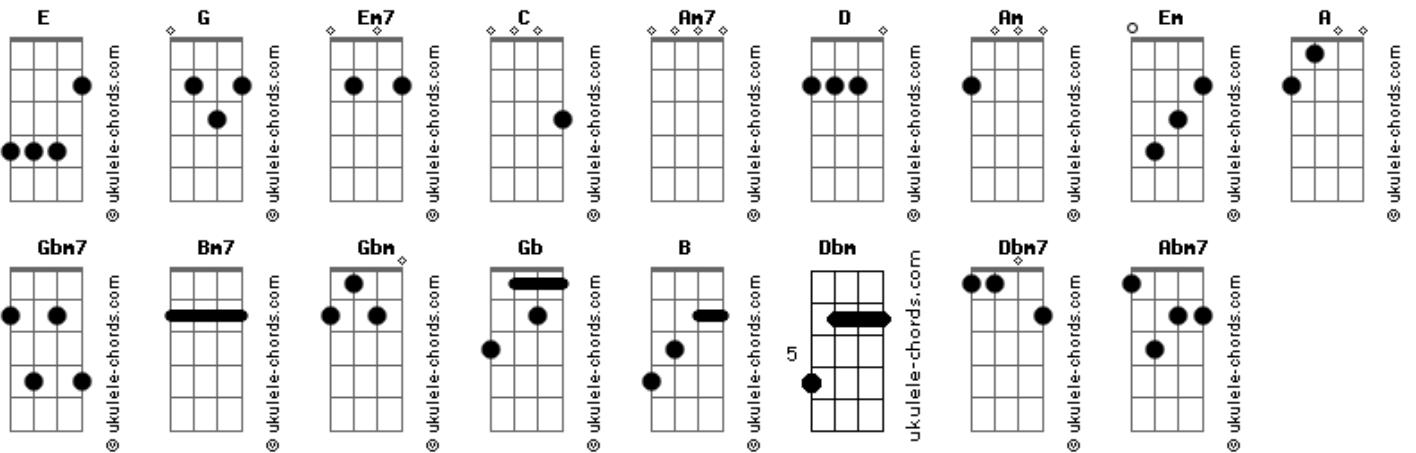 E G Em7 C Am7 D Am Em A
© ukulele-chords.com © ukulele-chords.com © ukulele-chords.com © ukulele-chords.com © ukulele-chords.com © ukulele-chords.com © ukulele-chords.com © ukulele-chords.com © ukulele-chords.com
Gbm7 Bm7 Gbm Gb B Dbm Dbm7 Abm7
5
© ukulele-chords.com © ukulele-chords.com © ukulele-chords.com © ukulele-chords.com © ukulele-chords.com ukulele-chords.com © ukulele-chords.com © ukulele-chords.com